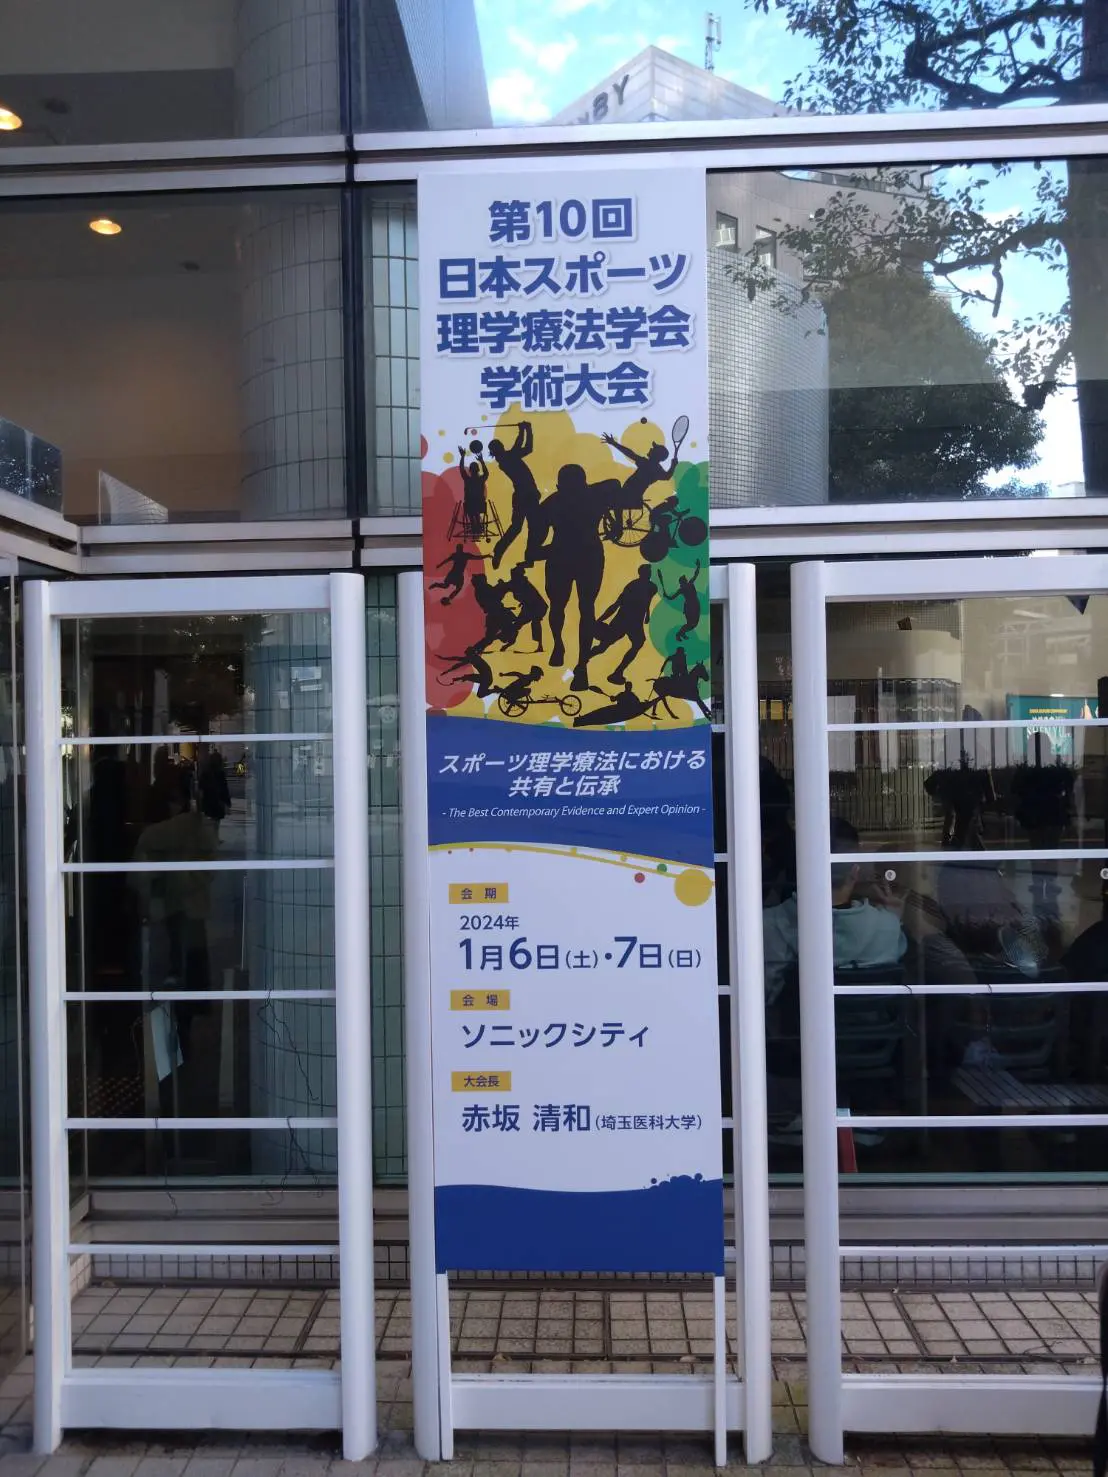 第10回
日本スポーツ
理学療法学会
学術大会
スポーツ理学療法における
共有と伝承
- The Best Contemporary Evidence and Expert Opinion -
会期
2024年
1月6日(土)・7日(日)
会場
ソニックシティ
大会長
赤坂 清和(埼玉医科大学)